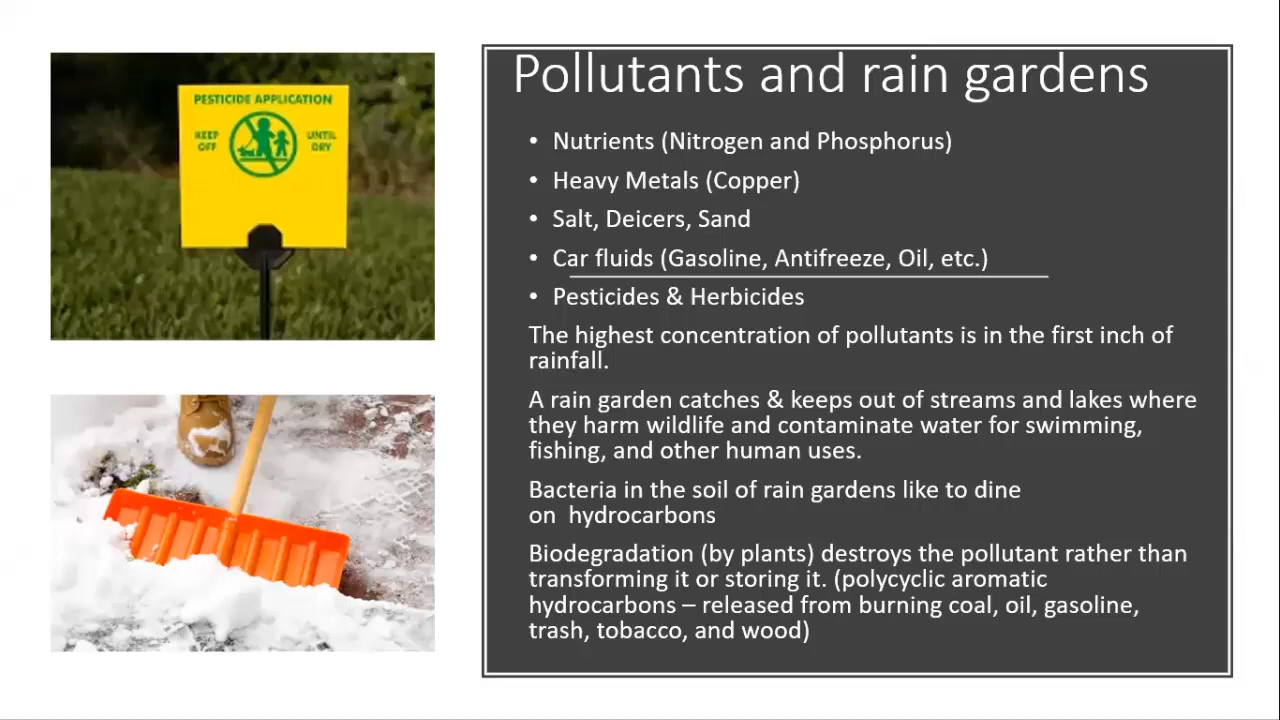 PESTICIDE APPLICATION
KEEP OFF
UNTIL DRY
Pollutants and rain gardens
• Nutrients (Nitrogen and Phosphorus)
• Heavy Metals (Copper)
• Salt, Deicers, Sand
• Car fluids (Gasoline, Antifreeze, Oil, etc.)
• Pesticides & Herbicides
The highest concentration of pollutants is in the first inch of
rainfall.
A rain garden catches & keeps out of streams and lakes where
they harm wildlife and contaminate water for swimming,
fishing, and other human uses.
Bacteria in the soil of rain gardens like to dine
on  hydrocarbons
Biodegradation (by plants) destroys the pollutant rather than
transforming it or storing it. (polycyclic aromatic
hydrocarbons – released from burning coal, oil, gasoline,
trash, tobacco, and wood)